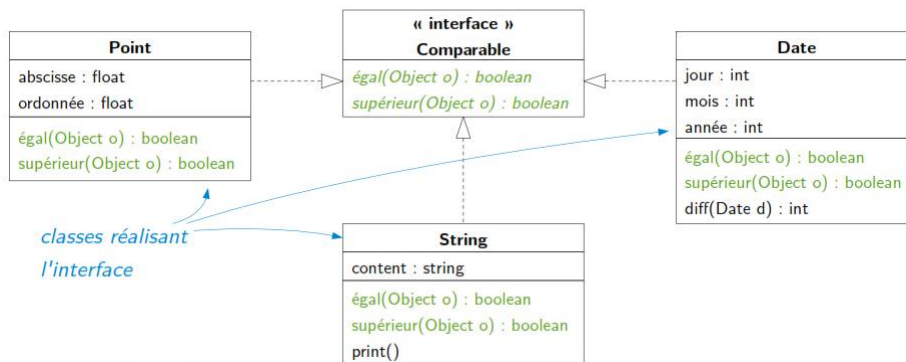 Point
abscisse : float
ordonnée : float
égal(Object o) : boolean
supérieur(Object o) : boolean
« interface »
Comparable
égal(Object o) : boolean
supérieur(Object o) : boolean
Date
jour : int
mois : int
année : int
égal(Object o) : boolean
supérieur(Object o) : boolean
diff(Date d) : int
classes réalisant
l'interface
String
content : string
égal(Object o) : boolean
supérieur(Object o) : boolean
print()